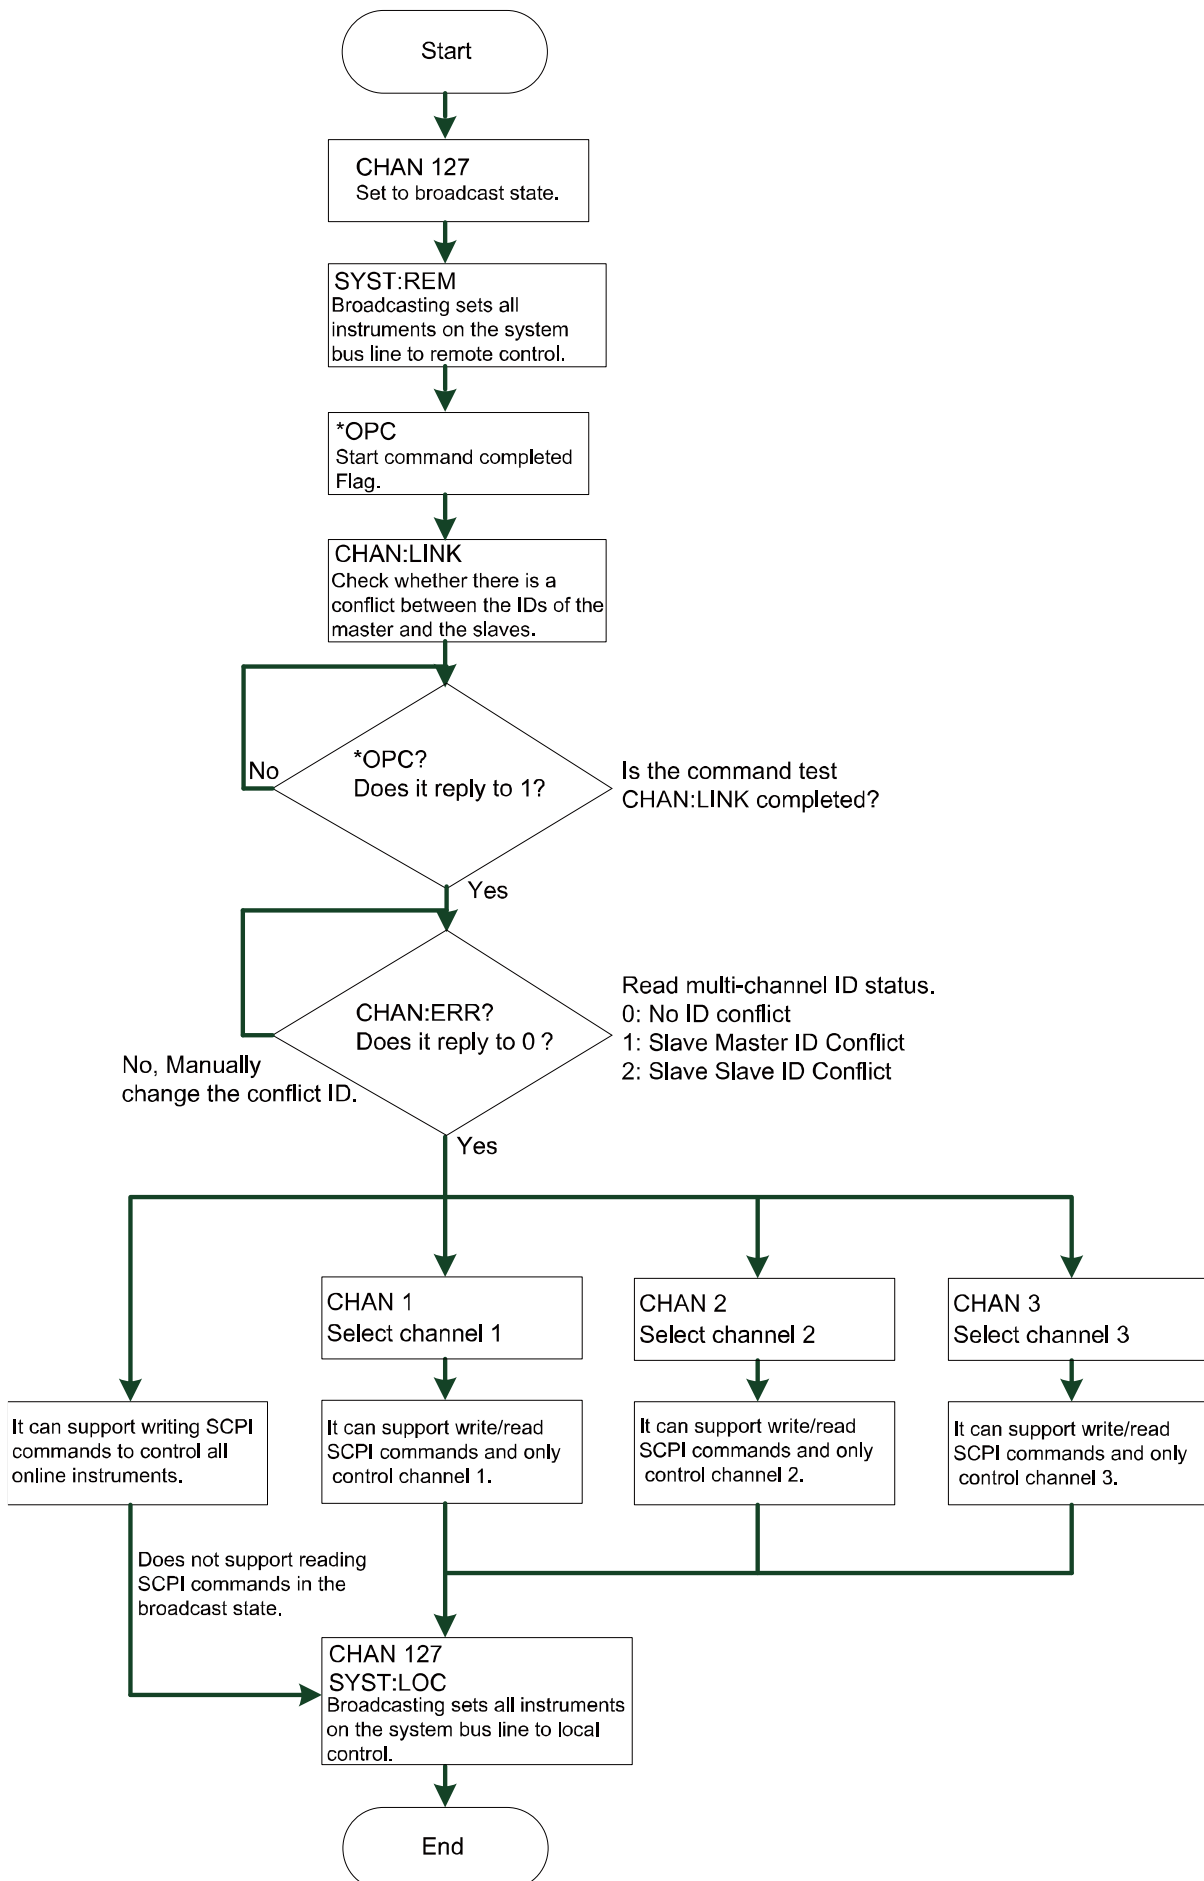 Start
CHAN 127
Set to broadcast state.
SYST:REM
Broadcasting sets all
instruments on the system
bus line to remote control.
*OPC
Start command completed
Flag.
CHAN:LINK
Check whether there is a
conflict between the IDs of the
master and the slaves.
*OPC?
Does it reply to 1?
No
Is the command test
CHAN:LINK completed?
Yes
CHAN:ERR?
Does it reply to 0 ?
No, Manually
change the conflict ID.
Read multi-channel ID status.
0: No ID conflict
1: Slave Master ID Conflict
2: Slave Slave ID Conflict
Yes
CHAN 1
Select channel 1
CHAN 2
Select channel 2
CHAN 3
Select channel 3
It can support writing SCPI
commands to control all
online instruments.
It can support write/read
SCPI commands and only
control channel 1.
It can support write/read
SCPI commands and only
control channel 2.
It can support write/read
SCPI commands and only
control channel 3.
Does not support reading
SCPI commands in the
broadcast state.
CHAN 127
SYST:LOC
Broadcasting sets all instruments
on the system bus line to local
control.
End